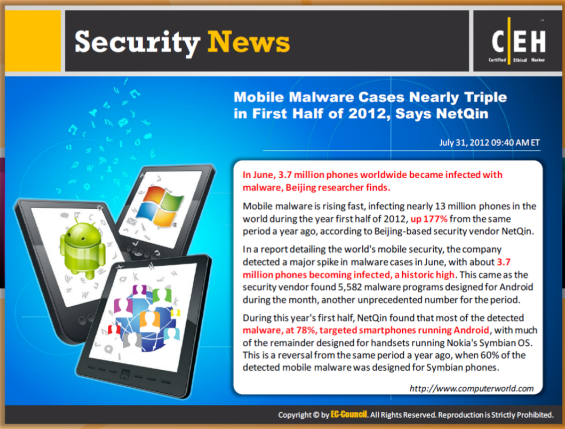 Security News
C|EH
Certified Ethical Hacker
Mobile Malware Cases Nearly Triple
in First Half of 2012, Says NetQin
July 31, 2012 09:40 AM ET
In June, 3.7 million phones worldwide became infected with
malware, Beijing researcher finds.
Mobile malware is rising fast, infecting nearly 13 million phones in the
world during the year first half of 2012, up 177% from the same
period a year ago, according to Beijing-based security vendor NetQin.
In a report detailing the world's mobile security, the company
detected a major spike in malware cases in June, with about 3.7
million phones becoming infected, a historic high. This came as the
security vendor found 5,582 malware programs designed for Android
during the month, another unprecedented number for the period.
During this year's first half, NetQin found that most of the detected
malware, at 78%, targeted smartphones running Android, with much
of the remainder designed for handsets running Nokia's Symbian OS.
This is a reversal from the same period a year ago, when 60% of the
detected mobile malware was designed for Symbian phones.
http://www.computerworld.com
Copyright © by EC-Council. All Rights Reserved. Reproduction is Strictly Prohibited.